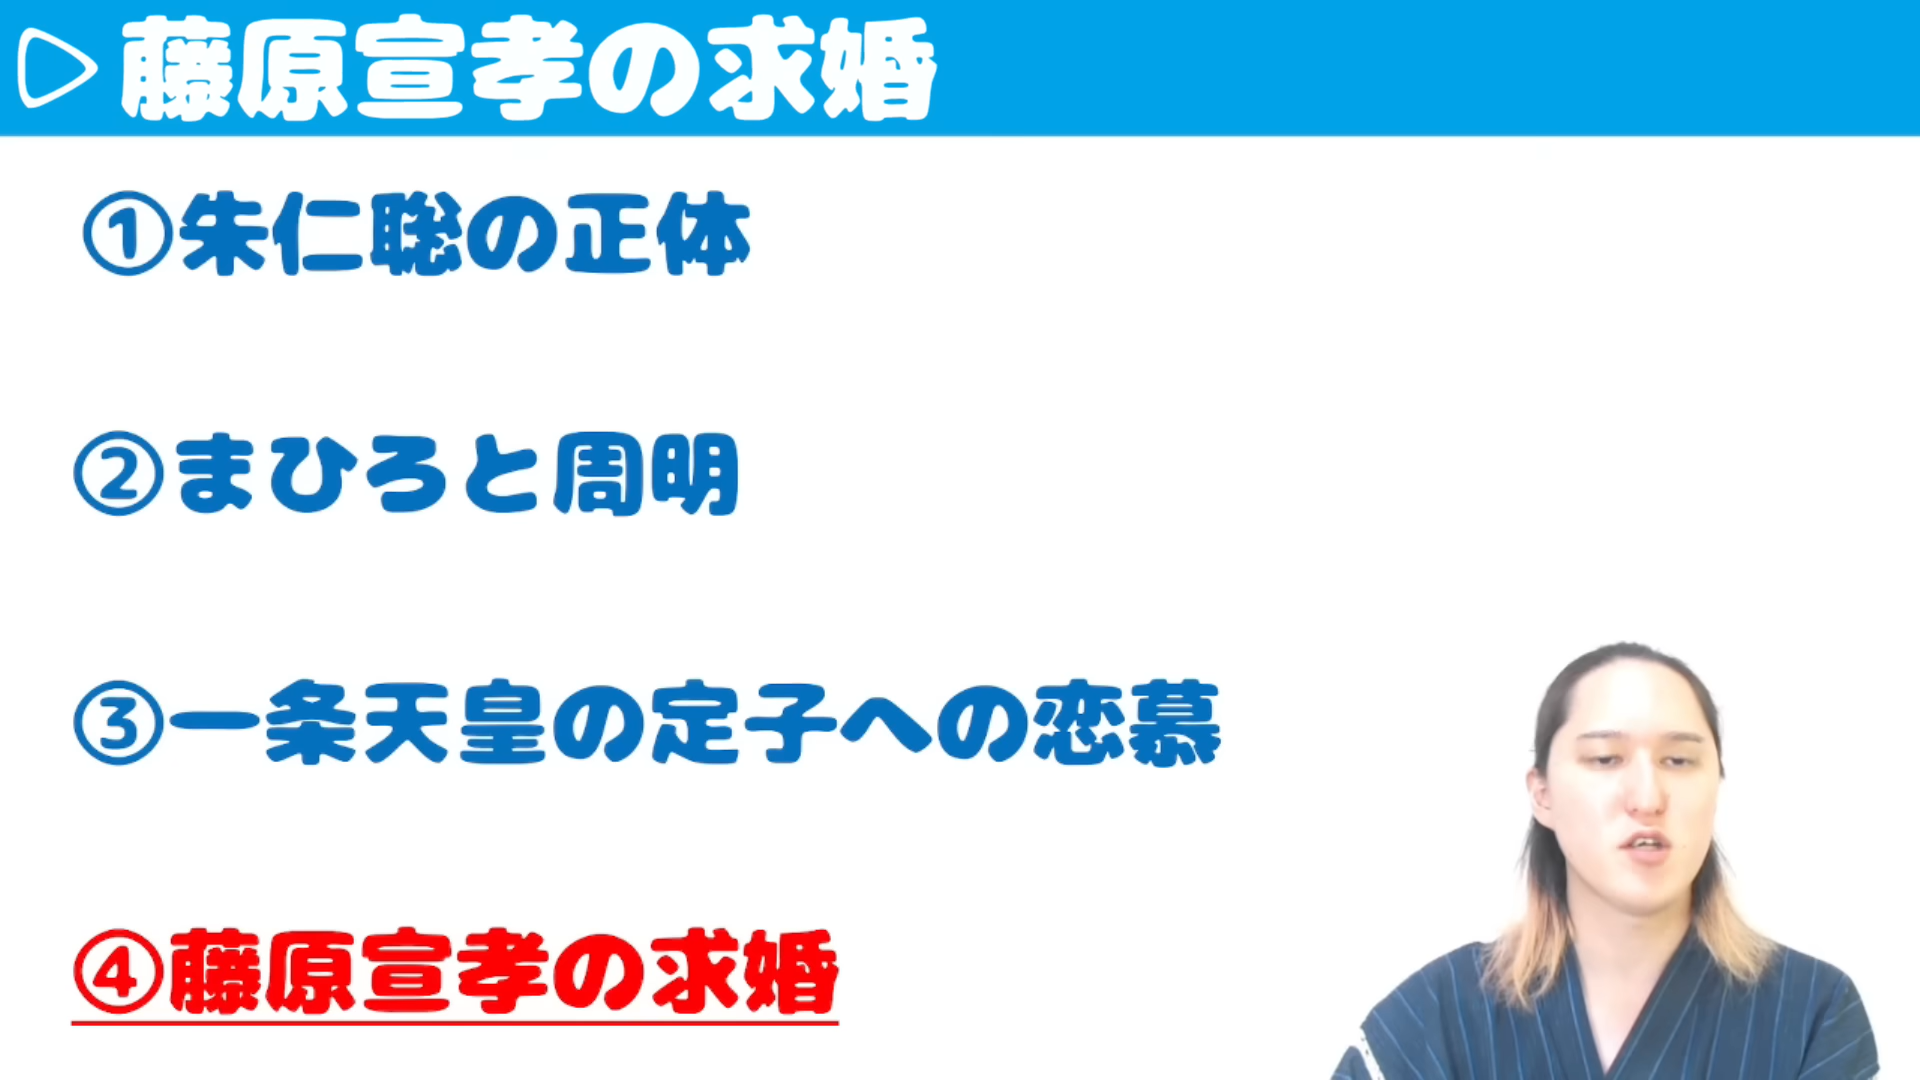 藤原宣孝の求婚
①朱仁聡の正体
②まひろと周明
③一条天皇の定子への恋慕
④藤原宣孝の求婚